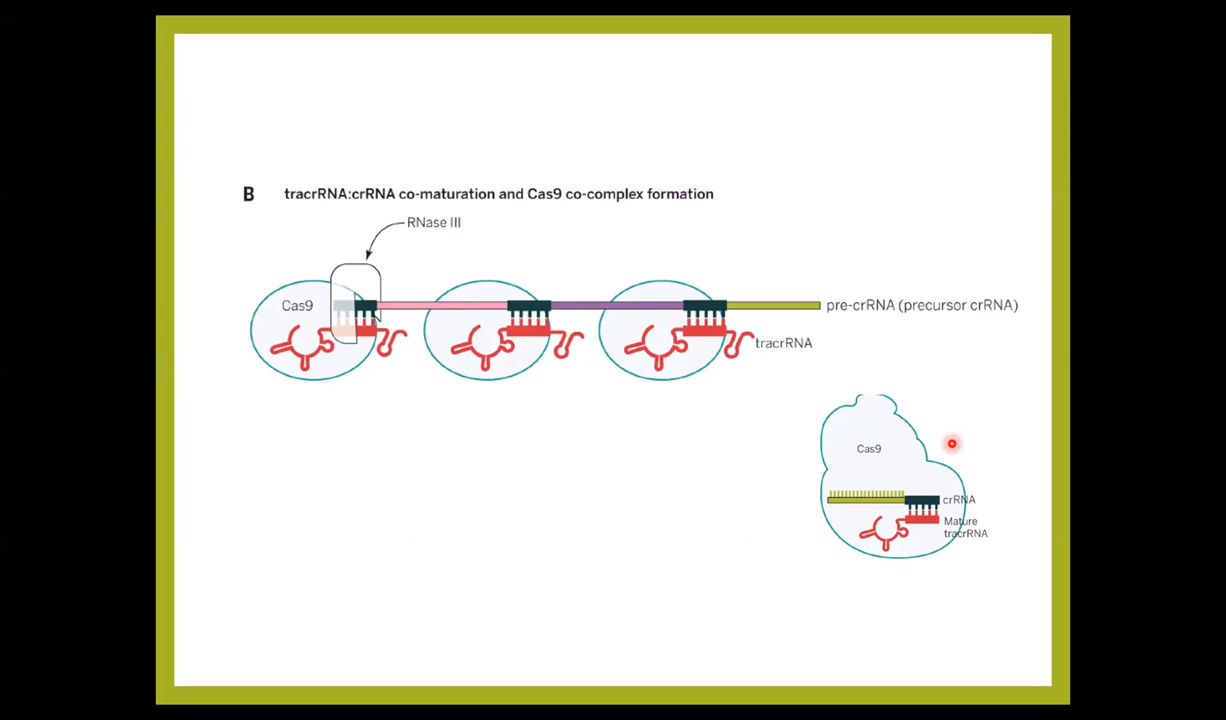 B tracrRNA:crRNA co-maturation and Cas9 co-complex formation
RNase III
Cas9
pre-crRNA (precursor crRNA)
tracrRNA
Cas9
crRNA
Mature
tracrRNA